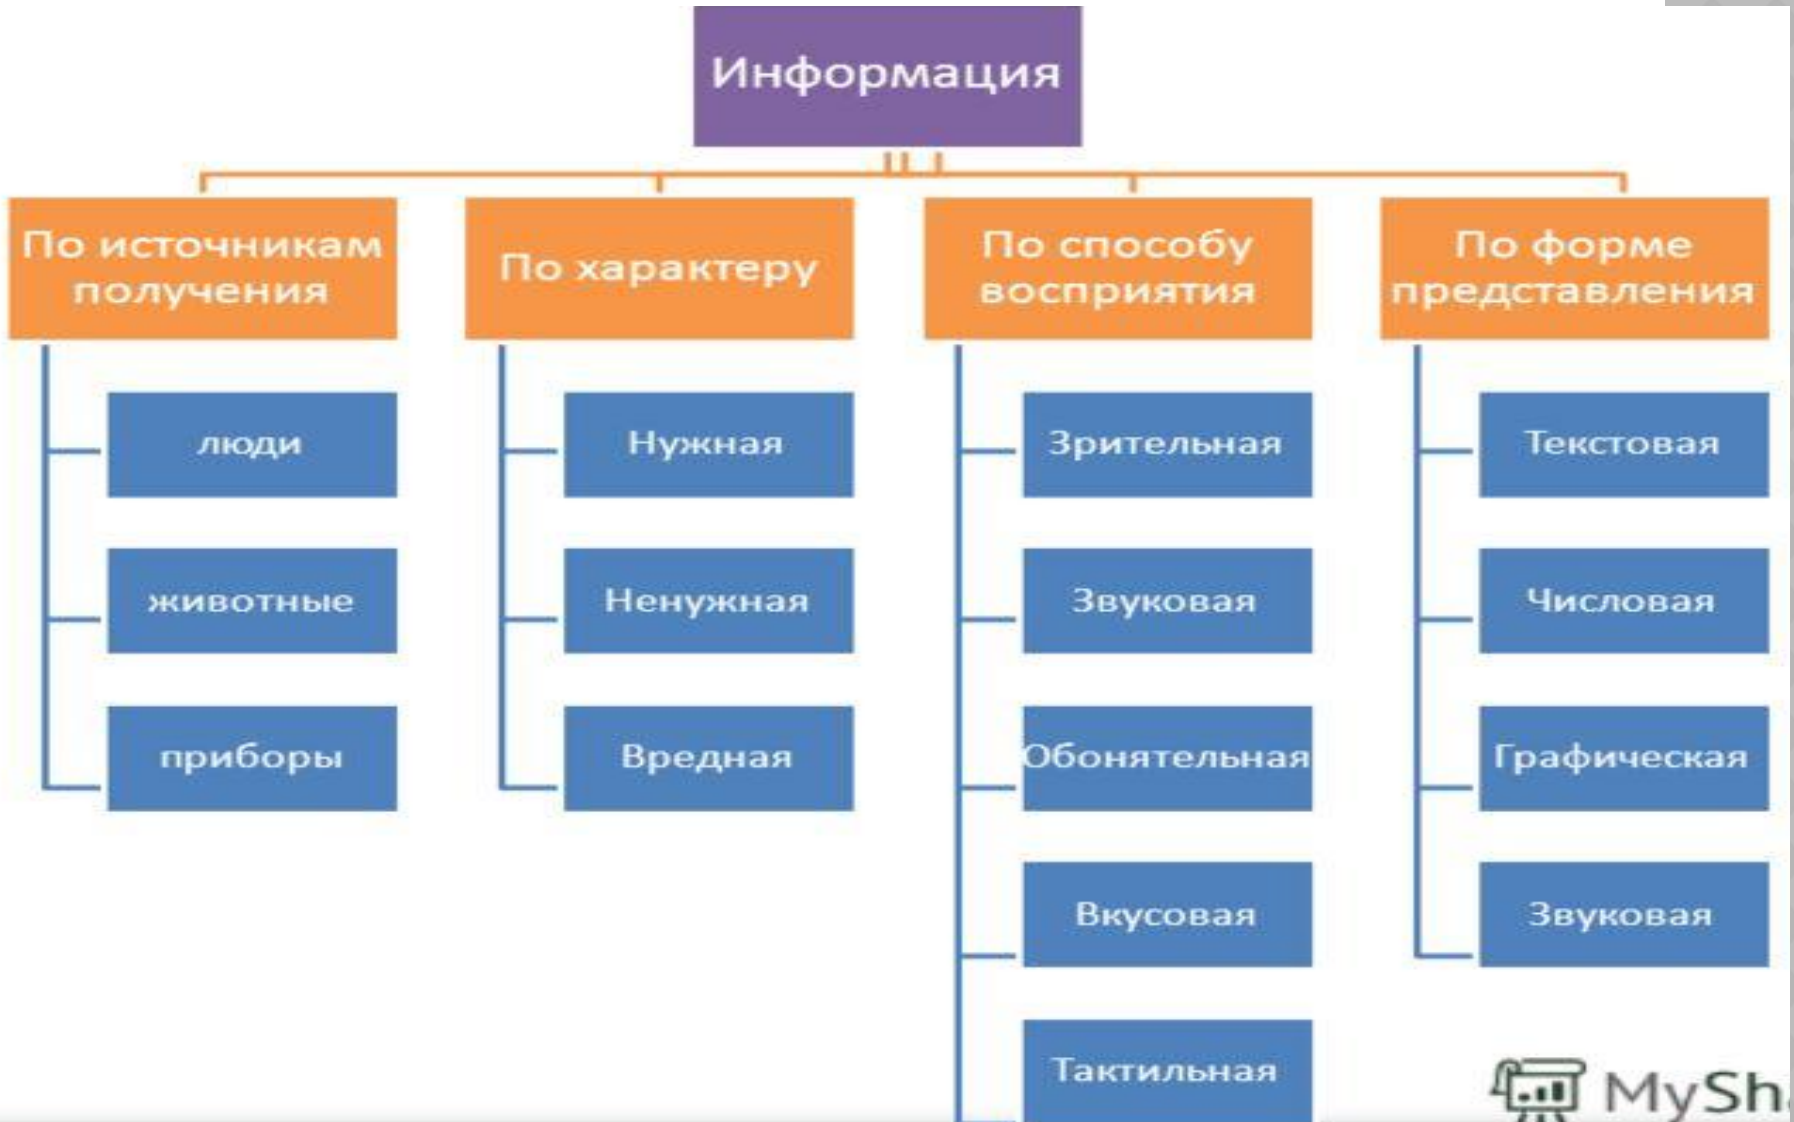 Информация
По источникам
получения
люди
животные
приборы
По характеру
Нужная
Ненужная
Вредная
По способу
восприятия
Зрительная
Звуковая
Обонятельная
Вкусовая
Тактильная
По форме
представления
Текстовая
Числовая
Графическая
Звуковая